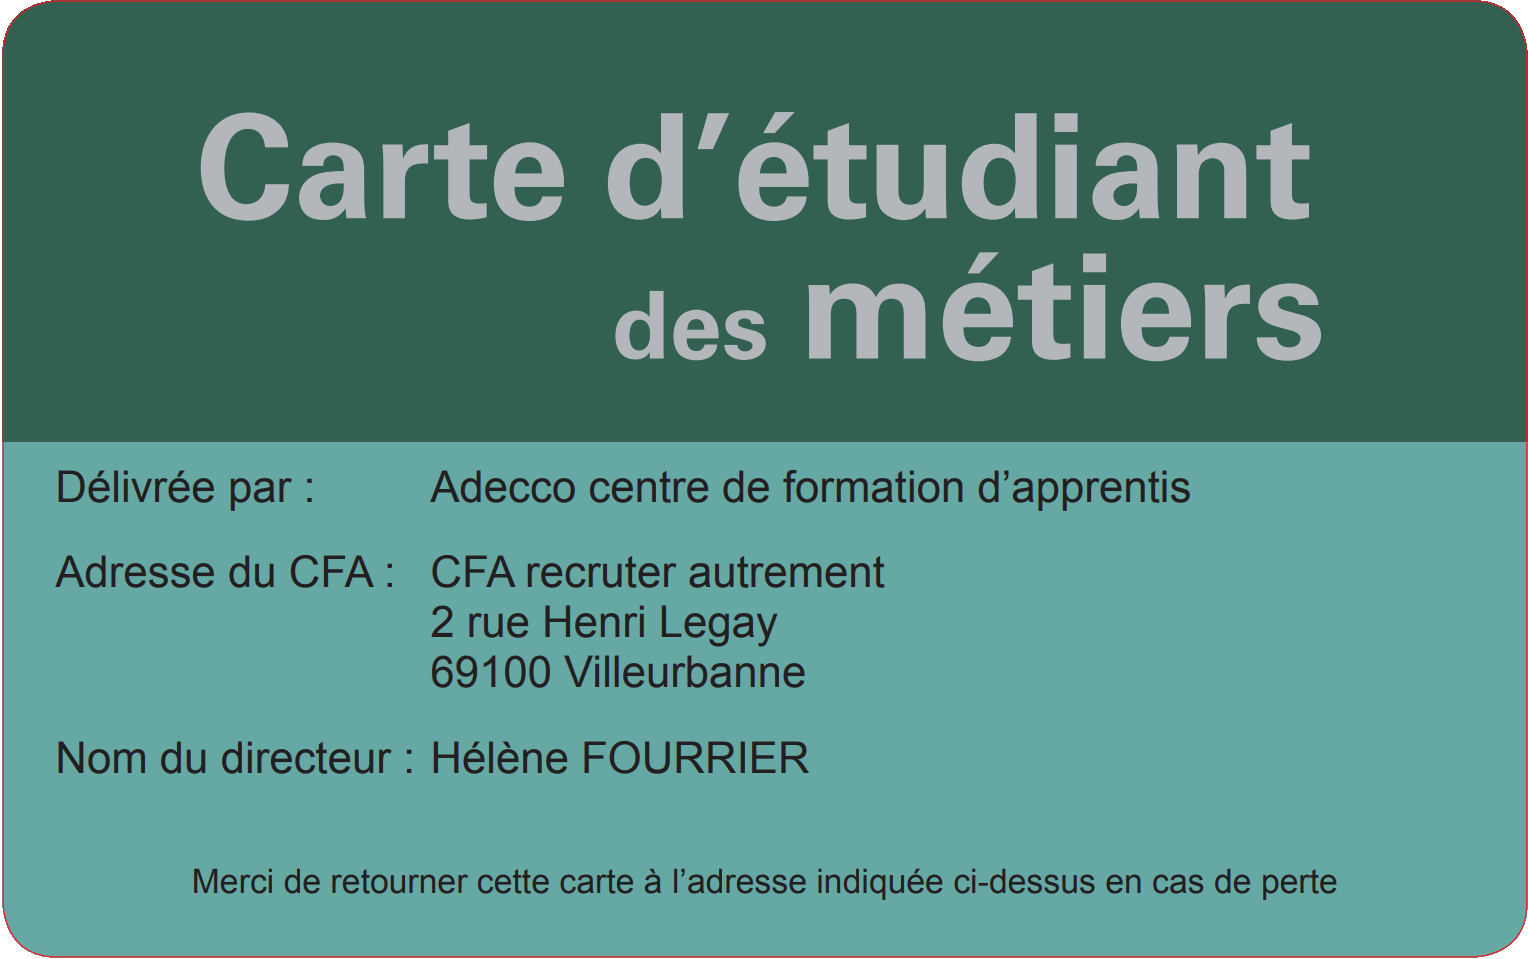 Carte d’étudiant
des métiers
Délivrée par : Adecco centre de formation d’apprentis
Adresse du CFA : CFA recruter autrement
2 rue Henri Legay
69100 Villeurbanne
Nom du directeur : Hélène FOURRIER
Merci de retourner cette carte à l’adresse indiquée ci-dessus en cas de perte